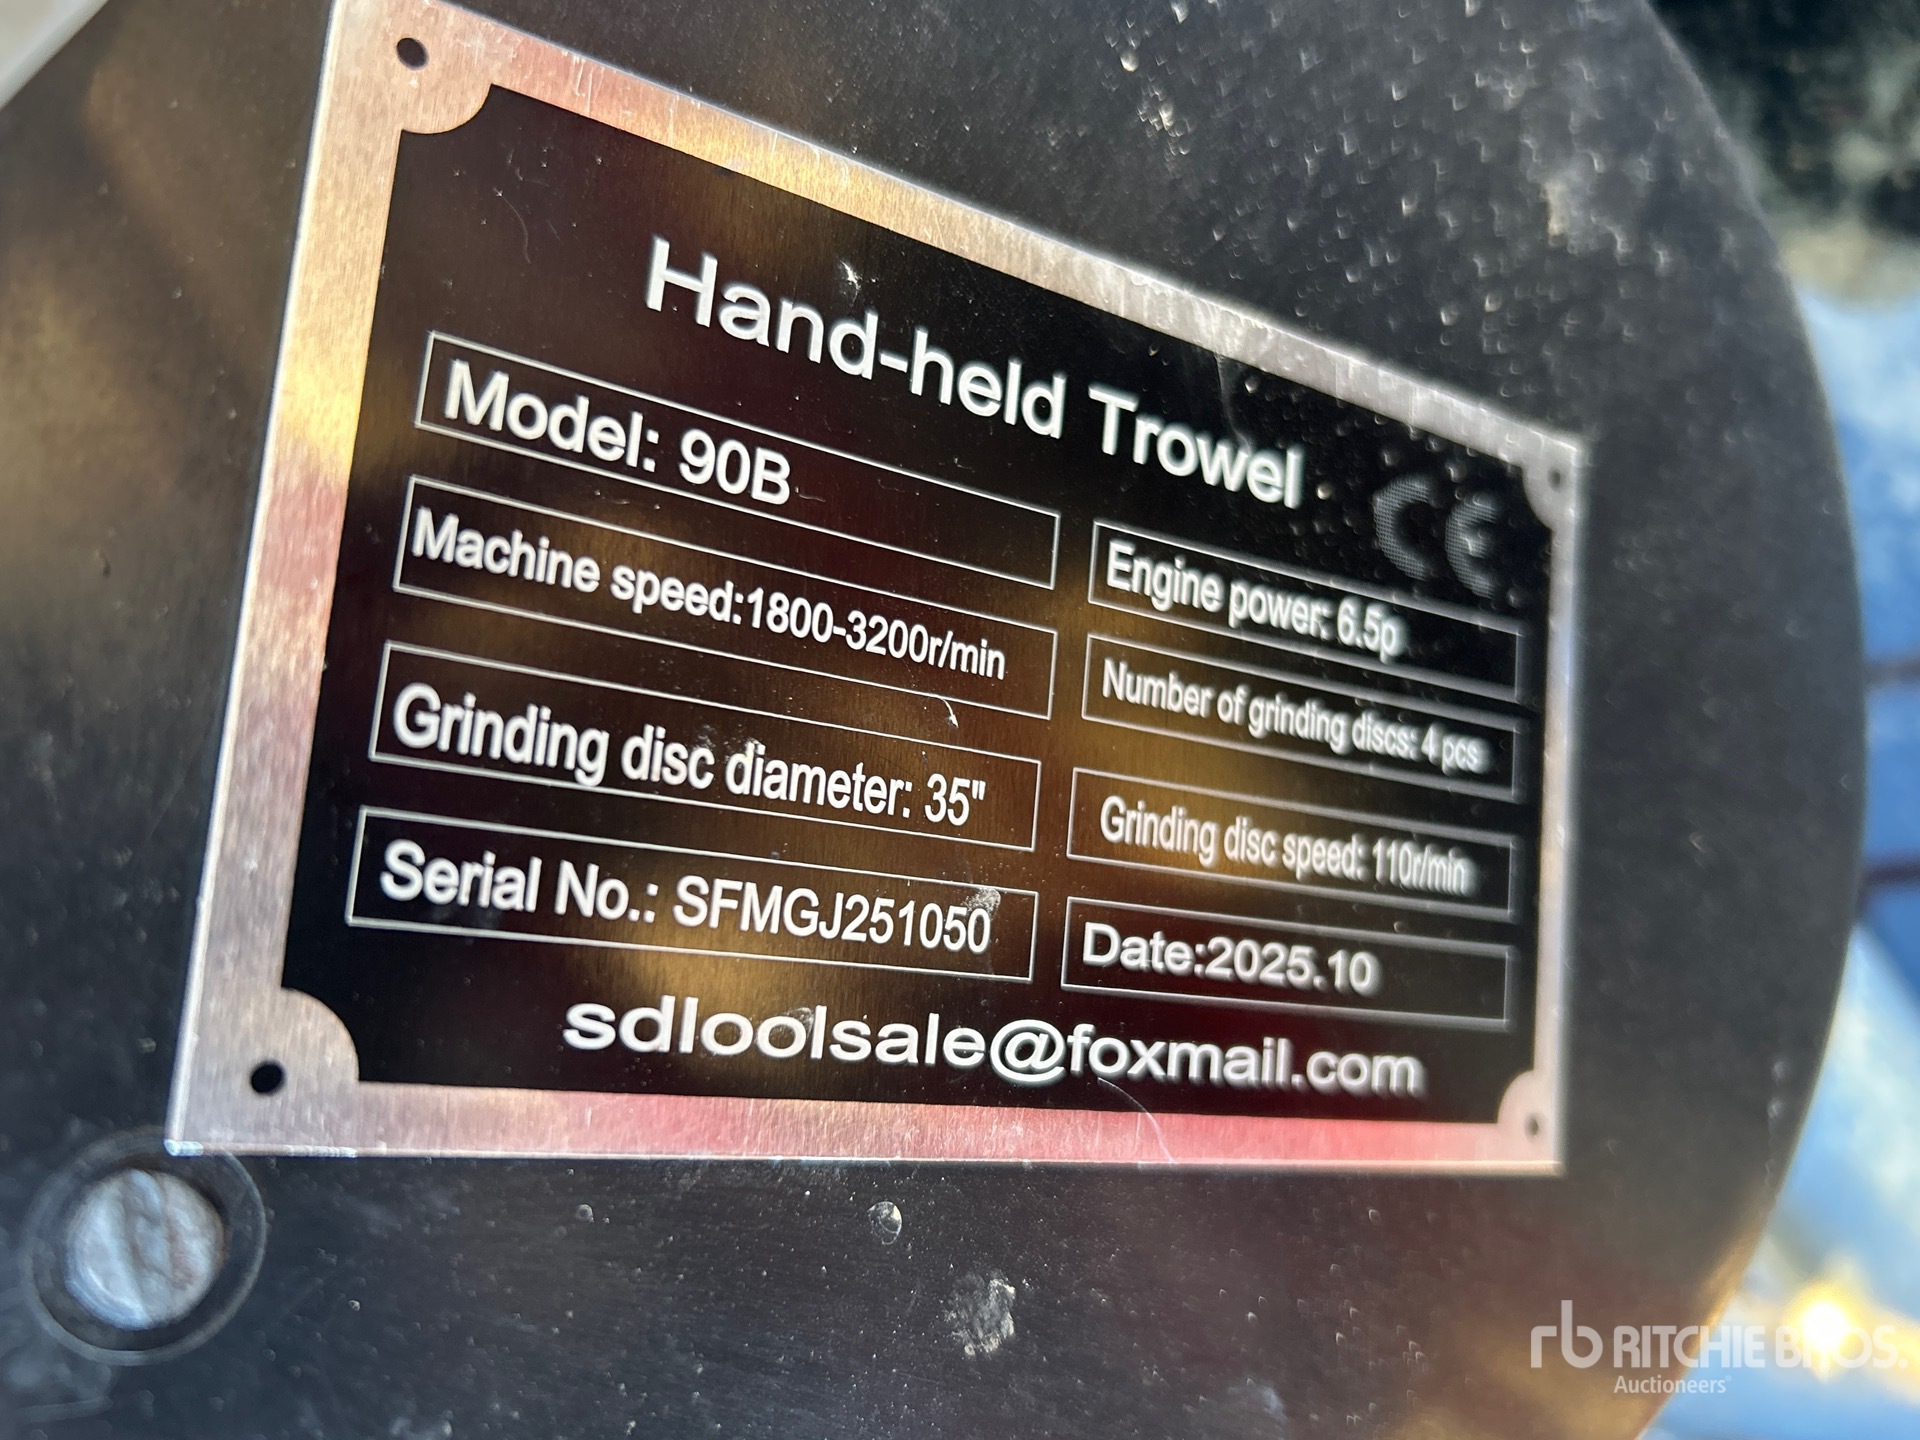 Hand-held Trowel
CE
Model: 90B
Engine power: 6.5p
Machine speed:1800-3200r/min
Number of grinding discs: 4 pcs
Grinding disc diameter: 35"
Grinding disc speed: 110r/min
Serial No.: SFMGJ251050
Date:2025.10
sdloolsale@foxmail.com
rb RITCHIE BROS.
Auctioneers